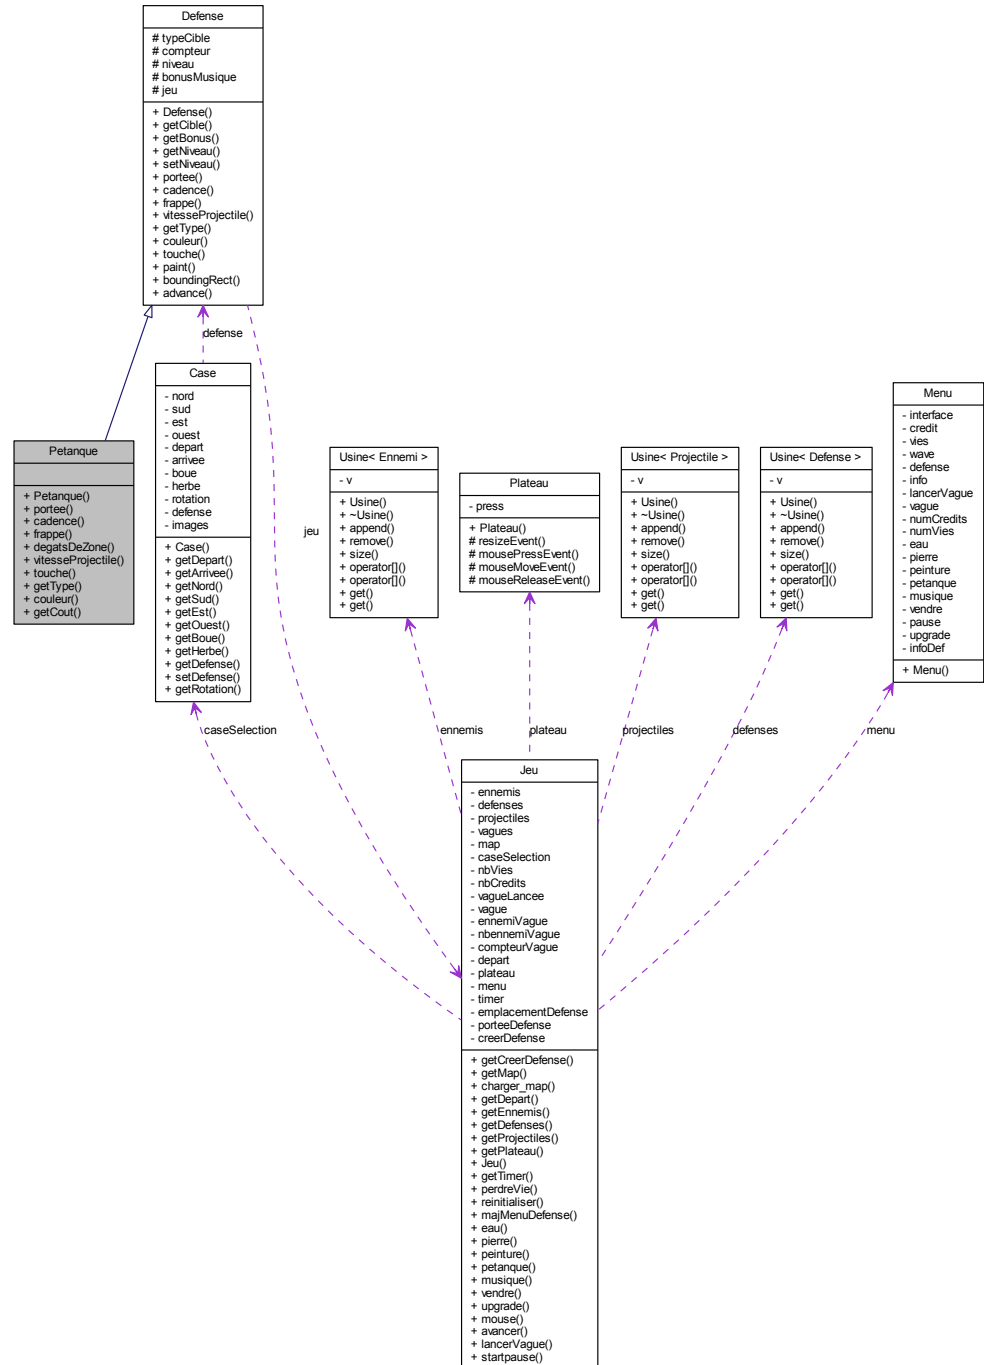 Defense
# typeCible
# compteur
# niveau
# bonusMusique
# jeu
+ Defense()
+ getCible()
+ getBonus()
+ getNiveau()
+ setNiveau()
+ portee()
+ cadence()
+ frappe()
+ vitesseProjectile()
+ getType()
+ couleur()
+ touche()
+ paint()
+ boundingRect()
+ advance()
defense
jeu
Petanque
+ Petanque()
+ portee()
+ cadence()
+ frappe()
+ degatsDeZone()
+ vitesseProjectile()
+ touche()
+ getType()
+ couleur()
+ getCout()
Case
- nord
- sud
- est
- ouest
- depart
- arrivee
- boue
- herbe
- rotation
- defense
- images
+ Case()
+ getDepart()
+ getArrivee()
+ getNord()
+ getSud()
+ getEst()
+ getOuest()
+ getBoue()
+ getHerbe()
+ getDefense()
+ setDefense()
+ getRotation()
Usine< Ennemi >
- v
+ Usine()
+ ~Usine()
+ append()
+ remove()
+ size()
+ operator[]()
+ operator[]()
+ get()
+ get()
Plateau
- press
+ Plateau()
# resizeEvent()
# mousePressEvent()
# mouseMoveEvent()
# mouseReleaseEvent()
Usine< Projectile >
- v
+ Usine()
+ ~Usine()
+ append()
+ remove()
+ size()
+ operator[]()
+ operator[]()
+ get()
+ get()
Usine< Defense >
- v
+ Usine()
+ ~Usine()
+ append()
+ remove()
+ size()
+ operator[]()
+ operator[]()
+ get()
+ get()
Menu
- interface
- credit
- vies
- wave
- defense
- info
- lancerVague
- vague
- numCredits
- numVies
- eau
- pierre
- peinture
- petanque
- musique
- vendre
- pause
- upgrade
- infoDef
+ Menu()
caseSelection
ennemis
plateau
projectiles
defenses
menu
Jeu
- ennemis
- defenses
- projectiles
- vagues
- map
- caseSelection
- nbVies
- nbCredits
- vagueLancee
- vague
- ennemiVague
- nbennemiVague
- compteurVague
- depart
- plateau
- menu
- timer
- emplacementDefense
- porteeDefense
- creerDefense
+ getCreerDefense()
+ getMap()
+ charger_map()
+ getDepart()
+ getEnnemis()
+ getDefenses()
+ getProjectiles()
+ getPlateau()
+ Jeu()
+ getTimer()
+ perdreVie()
+ reinitialiser()
+ majMenuDefense()
+ eau()
+ pierre()
+ peinture()
+ petanque()
+ musique()
+ vendre()
+ upgrade()
+ mouse()
+ avancer()
+ lancerVague()
+ startpause()